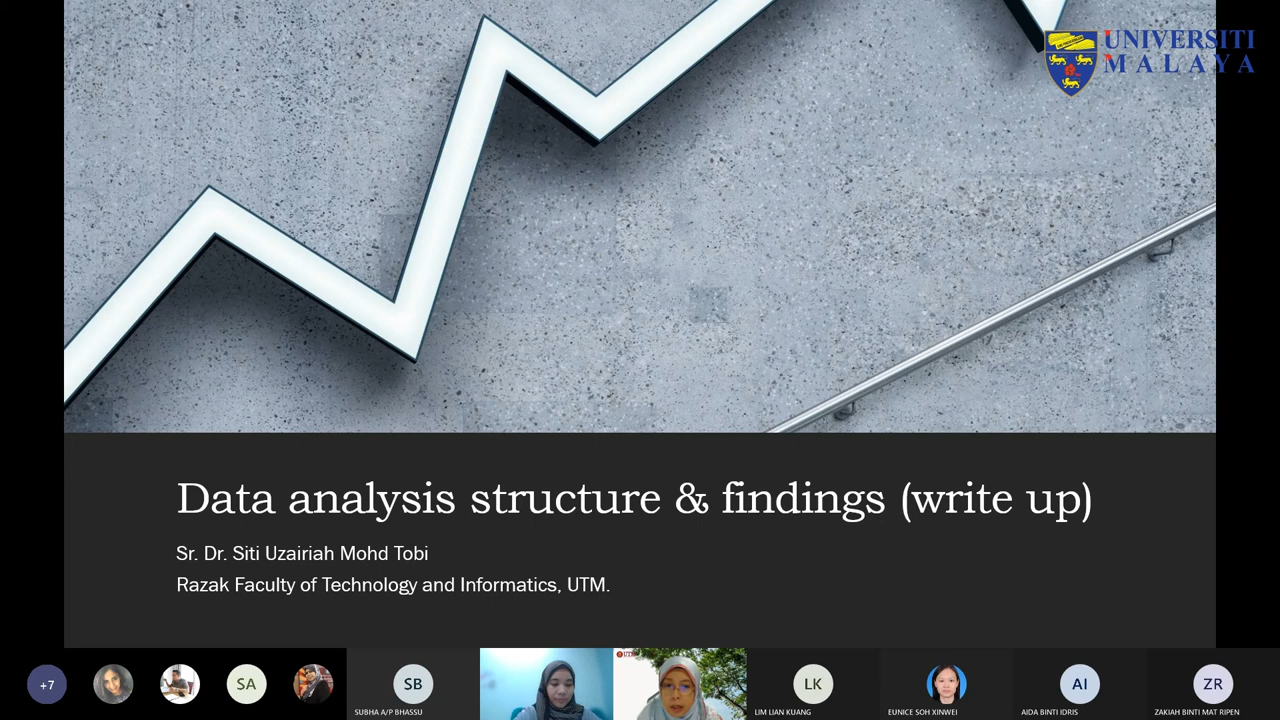 UNIVERSITI
MALAYA
Data analysis structure & findings (write up)
Sr. Dr. Siti Uzairiah Mohd Tobi
Razak Faculty of Technology and Informatics, UTM.
+7
SA
SB
SUBHA A/P BHASSU
LK
LIM LIAN KUANG
EUNICE SOH XINWEI
AI
AIDA BINTI IDRIS
ZR
ZAKIAH BINTI MAT RIPEN